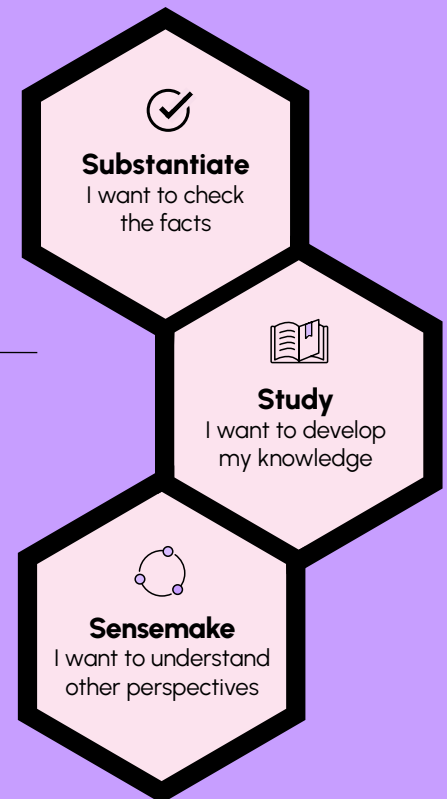 Substantiate
I want to check
the facts
Study
I want to develop
my knowledge
Sensemake
I want to understand
other perspectives